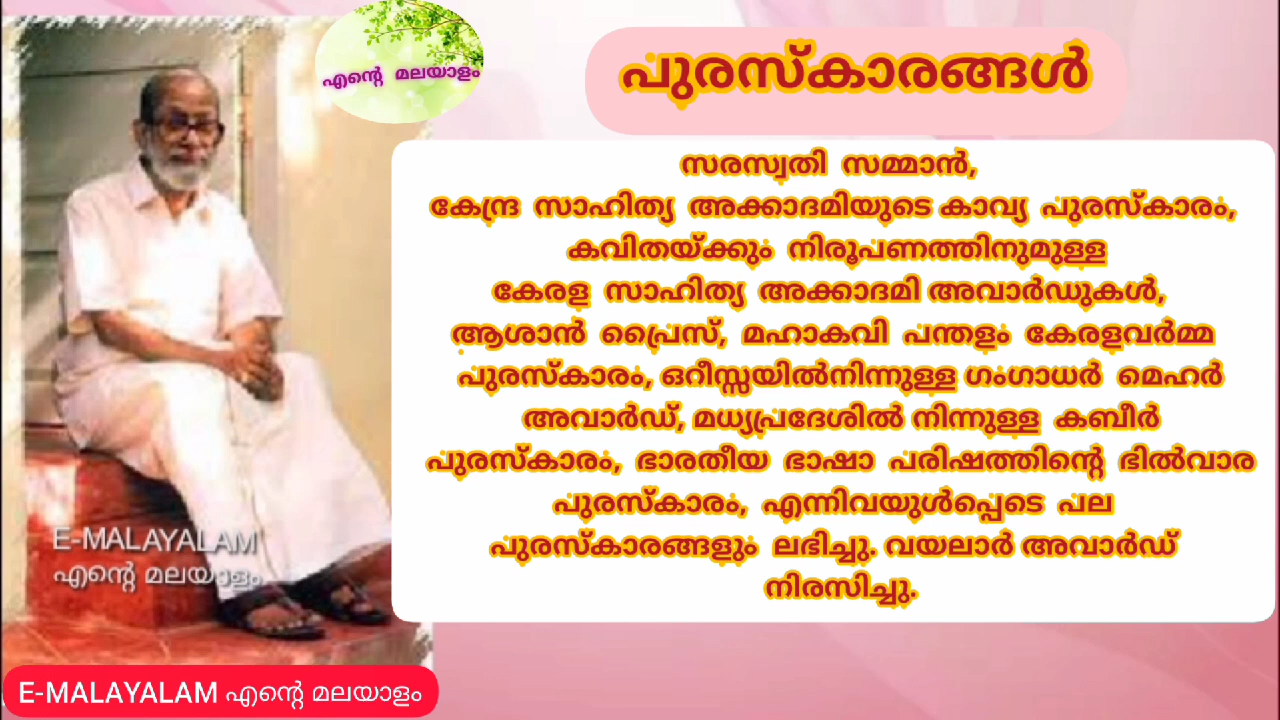 എന്റെ മലയാളം
പുരസ്കാരങ്ങൾ
സരസ്വതി സമ്മാൻ,
കേന്ദ്ര സാഹിത്യ അക്കാദമിയുടെ കാവ്യ പുരസ്കാരം,
കവിതയ്ക്കും നിരൂപണത്തിനുമുള്ള
കേരള സാഹിത്യ അക്കാദമി അവാർഡുകൾ,
ആശാൻ പ്രൈസ്, മഹാകവി പന്തളം കേരളവർമ്മ
പുരസ്കാരം, ഒറീസ്സയിൽനിന്നുള്ള ഗംഗാധർ മെഹർ
അവാർഡ്, മധ്യപ്രദേശിൽ നിന്നുള്ള കബീർ
പുരസ്കാരം, ഭാരതീയ ഭാഷാ പരിഷത്തിന്റെ ഭിൽവാര
പുരസ്കാരം, എന്നിവയുൾപ്പെടെ പല
പുരസ്കാരങ്ങളും ലഭിച്ചു. വയലാർ അവാർഡ്
നിരസിച്ചു.
E-MALAYALAM
എന്റെ മലയാളം
E-MALAYALAM എന്റെ മലയാളം